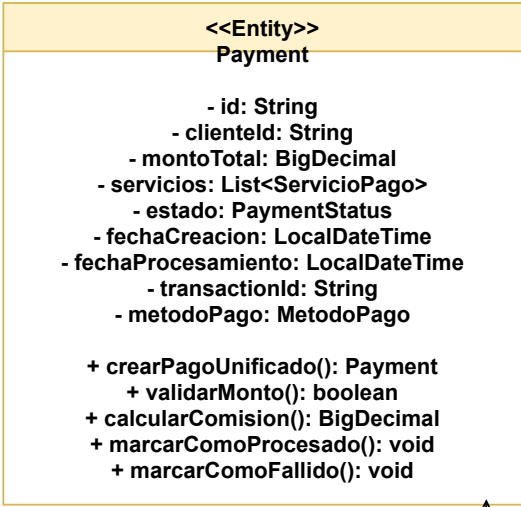 <<Entity>>
Payment
- id: String
- clienteId: String
- montoTotal: BigDecimal
- servicios: List<ServicioPago>
- estado: PaymentStatus
- fechaCreacion: LocalDateTime
- fechaProcesamiento: LocalDateTime
- transactionId: String
- metodoPago: MetodoPago
+ crearPagoUnificado(): Payment
+ validarMonto(): boolean
+ calcularComision(): BigDecimal
+ marcarComoProcesado(): void
+ marcarComoFallido(): void